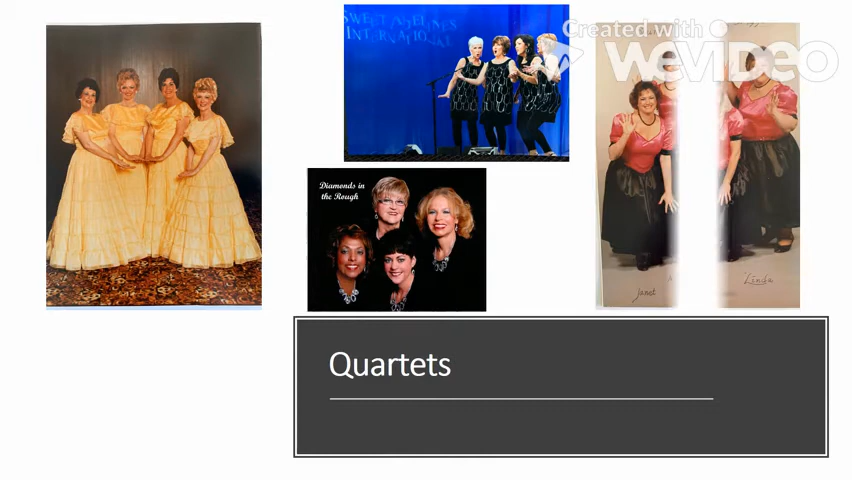 SWEET ADELINES
INTERNATIONAL
Created with
WEVIDEO
Diamonds in
the Rough
Janet
Linda
Quartets